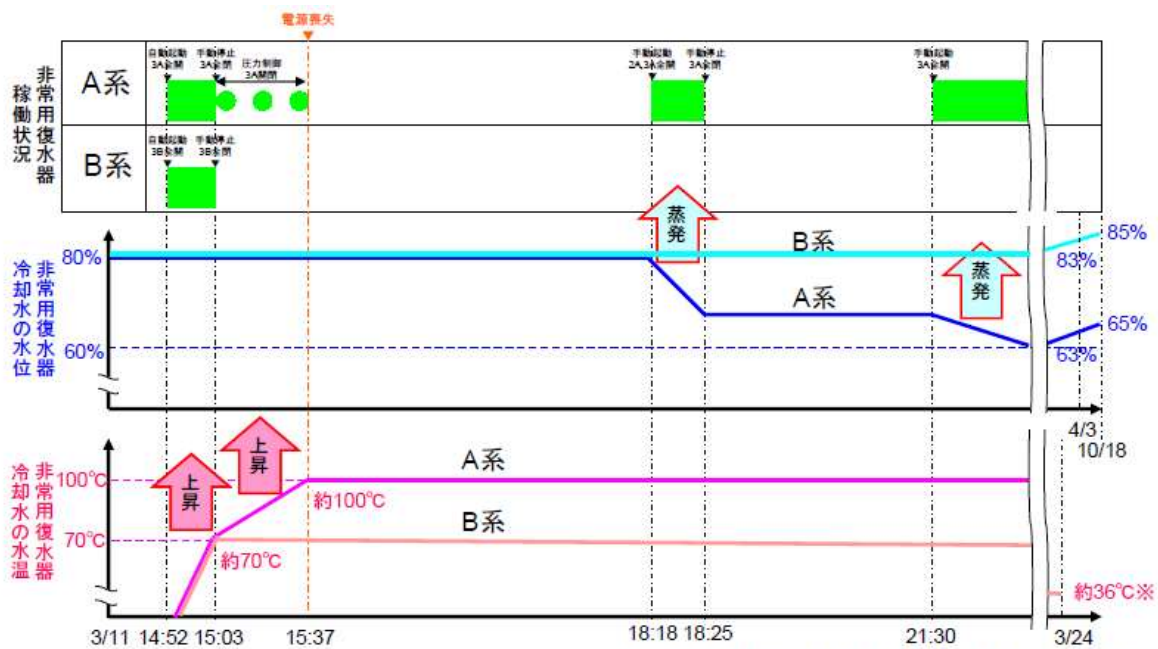 電源喪失
非常用復水器
稼働状況
A系
自動起動
3A全開
手動停止
3A全閉
圧力制御
3A開閉
手動起動
2A,3A全開
手動停止
3A全閉
手動起動
3A全開
B系
自動起動
3B全開
手動停止
3B全閉
非常用復水器
冷却水の水位
80%
60%
蒸発
B系
A系
蒸発
85%
83%
65%
63%
4/3
10/18
非常用復水器
冷却水の水温
100℃
70℃
上昇
上昇
A系
約100℃
B系
約70℃
約36℃※
3/11 14:52 15:03 15:37 18:18 18:25 21:30 3/24